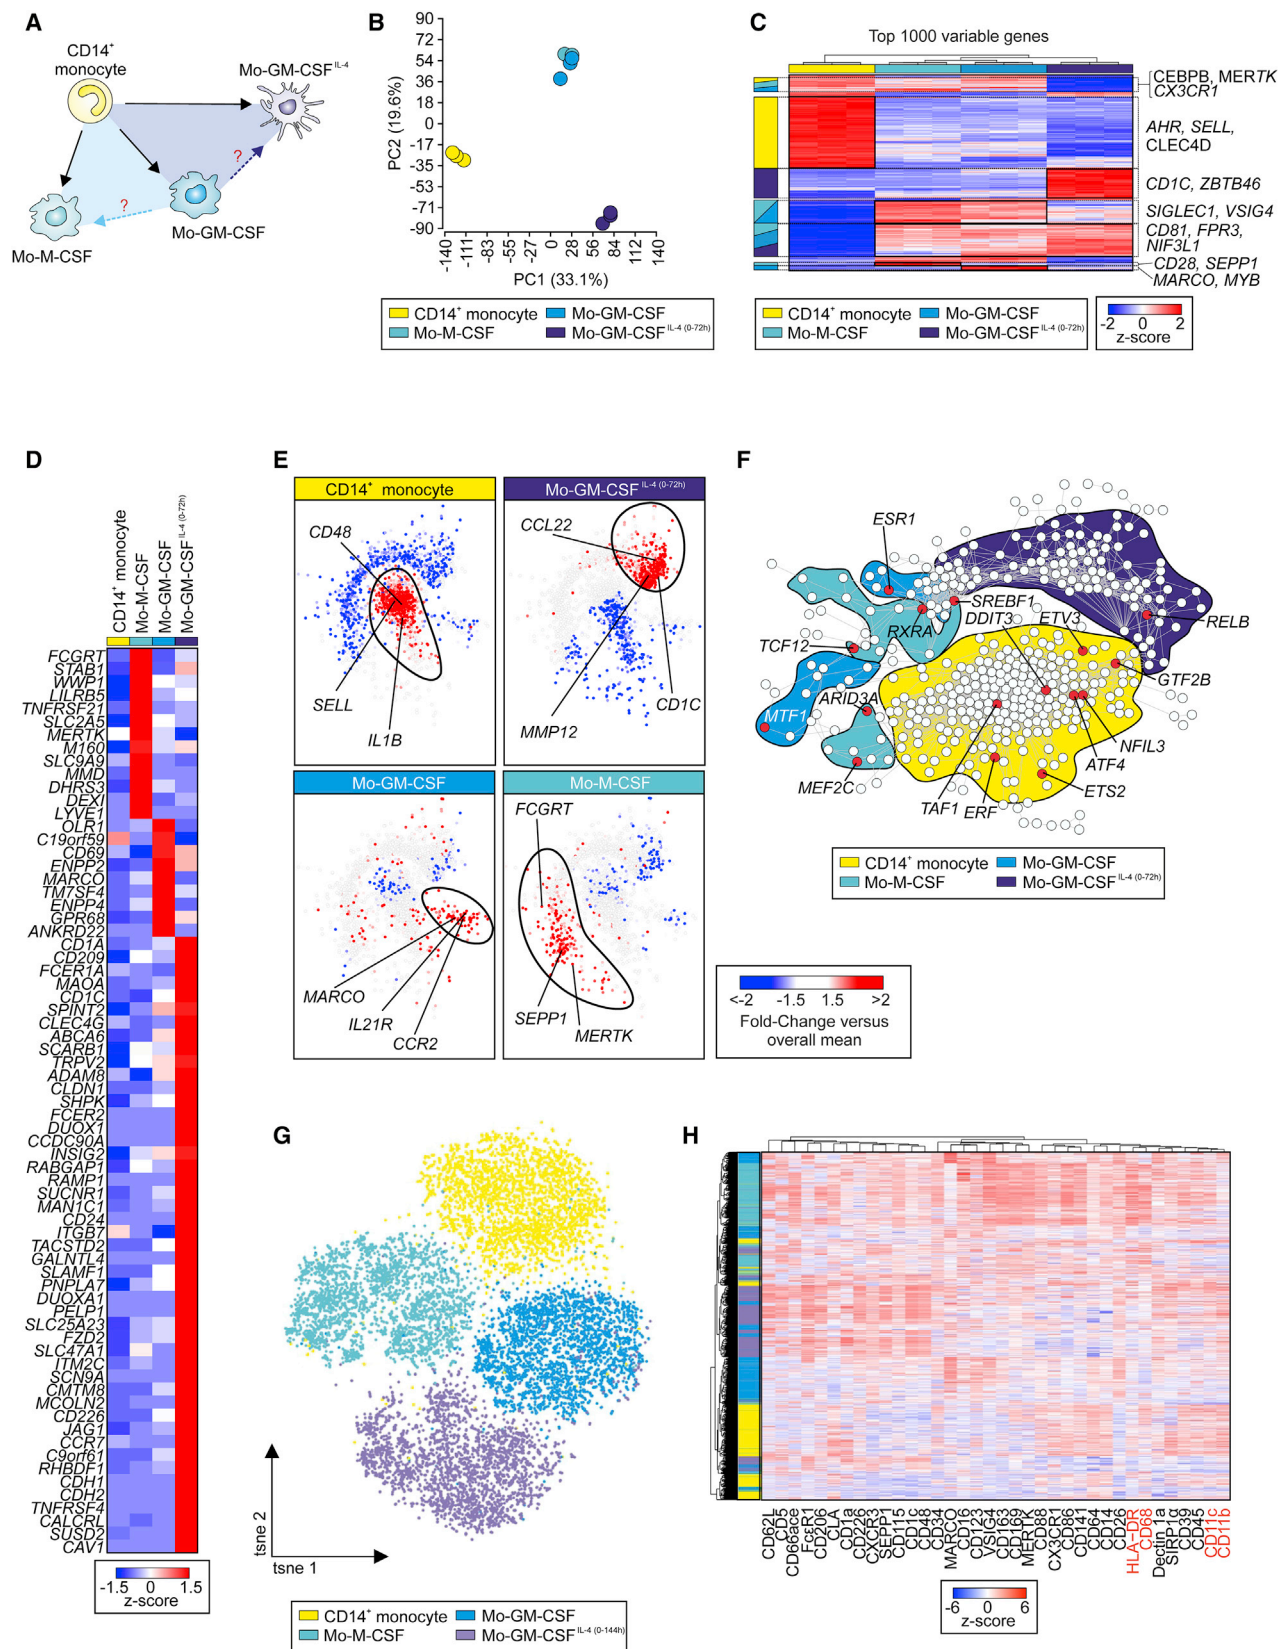 A
CD14+
monocyte
Mo-GM-CSF IL-4
?
?
Mo-GM-CSF
Mo-M-CSF
B
90
72
54
36
18
0
-17
-35
-53
-71
-90
PC2 (19.6%)
-140
-111
-83
-55
-27
0
28
56
84
112
140
PC1 (33.1%)
CD14+ monocyte
Mo-GM-CSF
Mo-M-CSF
Mo-GM-CSF IL-4 (0-72h)
C
Top 1000 variable genes
CEBPB, MERTK
CX3CR1
AHR, SELL,
CLEC4D
CD1C, ZBTB46
SIGLEC1, VSIG4
CD81, FPR3,
NIF3L1
CD28, SEPP1
MARCO, MYB
CD14+ monocyte
Mo-GM-CSF
Mo-M-CSF
Mo-GM-CSF IL-4 (0-72h)
-2 0 2
z-score
D
CD14+ monocyte
Mo-M-CSF
Mo-GM-CSF
Mo-GM-CSF IL-4 (0-72h)
FCGRT
STAB1
WWP1
LILRB5
TNFRSF21
SLC2A5
MERTK
M160
SLC9A9
MMD
DHRS3
DEXI
LYVE1
OLR1
C19orf59
CD69
ENPP2
MARCO
TM7SF4
ENPP4
GPR68
ANKRD22
CD1A
CD209
FCER1A
MAOA
CD1C
SPINT2
CLEC4G
ABCA6
SCARB1
TRPV2
ADAM8
CLDN1
SHPK
FCER2
DUOX1
CCDC90A
INSIG2
RABGAP1
RAMP1
SUCNR1
MAN1C1
CD24
ITGB7
TACSTD2
GALNTL4
SLAMF1
PNPLA7
DUOXA1
PELP1
SLC25A23
FZD2
SLC47A1
ITM2C
SCN9A
CMTM8
MCOLN2
CD226
JAG1
CCR7
C9orf61
RHBDF1
CDH1
CDH2
TNFRSF4
CALCRL
SUSD2
CAV1
-1.5 0 1.5
z-score
E
CD14+ monocyte
CD48
SELL
IL1B
Mo-GM-CSF IL-4 (0-72h)
CCL22
CD1C
MMP12
Mo-GM-CSF
MARCO
IL21R
CCR2
Mo-M-CSF
FCGRT
SEPP1
MERTK
<-2 -1.5 1.5 >2
Fold-Change versus
overall mean
F
ESR1
SREBF1
DDIT3
ETV3
RXRA
RELB
TCF12
GTF2B
ARID3A
MTF1
NFIL3
ATF4
MEF2C
ETS2
TAF1
ERF
CD14+ monocyte
Mo-GM-CSF
Mo-M-CSF
Mo-GM-CSF IL-4 (0-72h)
G
tsne 2
tsne 1
CD14+ monocyte
Mo-GM-CSF
Mo-M-CSF
Mo-GM-CSF IL-4 (0-144h)
H
CD62L
CD5
CD66ace
FcεR1
CD206
CLA
CD1a
CD226
CXCR3
SEPP1
CD115
CD1c
CD48
CD34
MARCO
CD16
CD123
VSIG4
CD163
CD169
MERTK
CD88
CX3CR1
CD86
CD141
CD64
CD14
CD26
HLA-DR
CD68
Dectin 1a
SIRP1α
CD39
CD45
CD11c
CD11b
-6 0 6
z-score